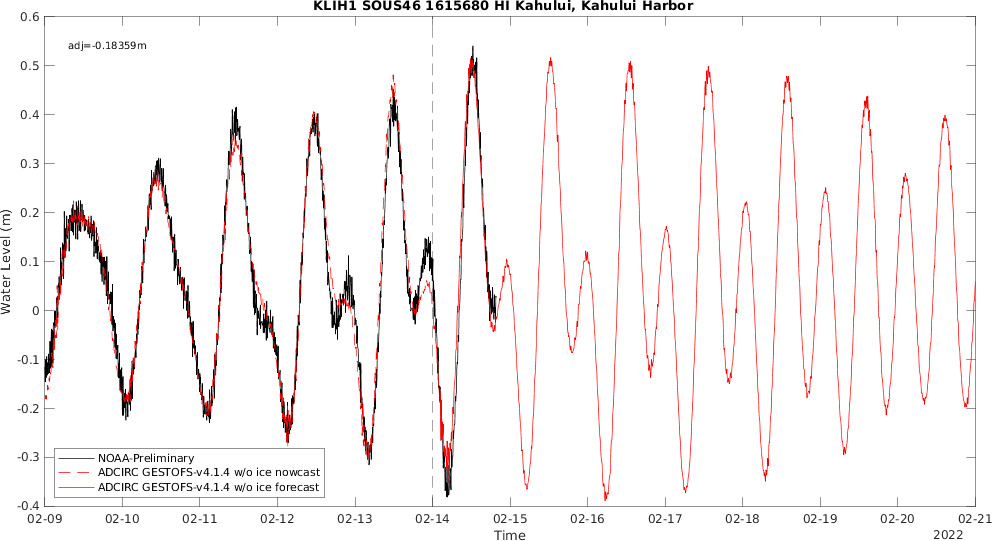 KLIH1 SOUS46 1615680 HI Kahului, Kahului Harbor
adj=-0.18359m
Water Level (m)
0.6
0.5
0.4
0.3
0.2
0.1
0
-0.1
-0.2
-0.3
-0.4
NOAA-Preliminary
ADCIRC GESTOFS-v4.1.4 w/o ice nowcast
ADCIRC GESTOFS-v4.1.4 w/o ice forecast
02-09 02-10 02-11 02-12 02-13 02-14 02-15 02-16 02-17 02-18 02-19 02-20 02-21
Time
2022